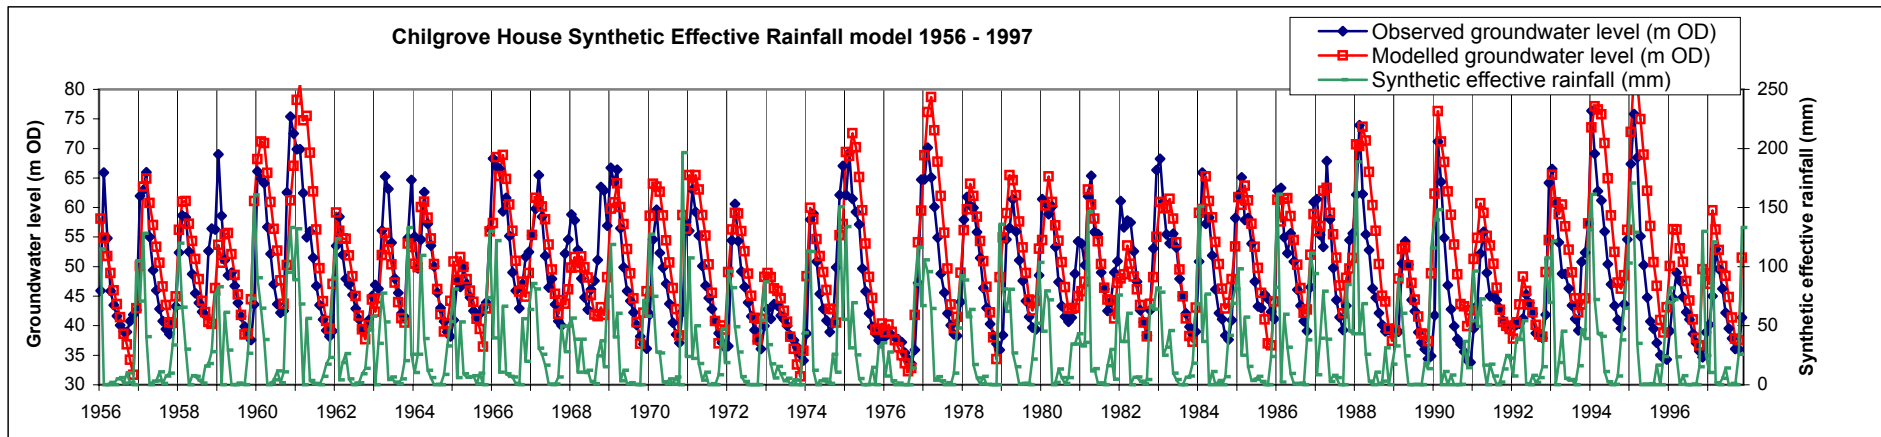 Chilgrove House Synthetic Effective Rainfall model 1956 - 1997
Observed groundwater level (m OD)
Modelled groundwater level (m OD)
Synthetic effective rainfall (mm)
Groundwater level (m OD)
80
75
70
65
60
55
50
45
40
35
30
250
200
150
100
50
0
Synthetic effective rainfall (mm)
1956 1958 1960 1962 1964 1966 1968 1970 1972 1974 1976 1978 1980 1982 1984 1986 1988 1990 1992 1994 1996